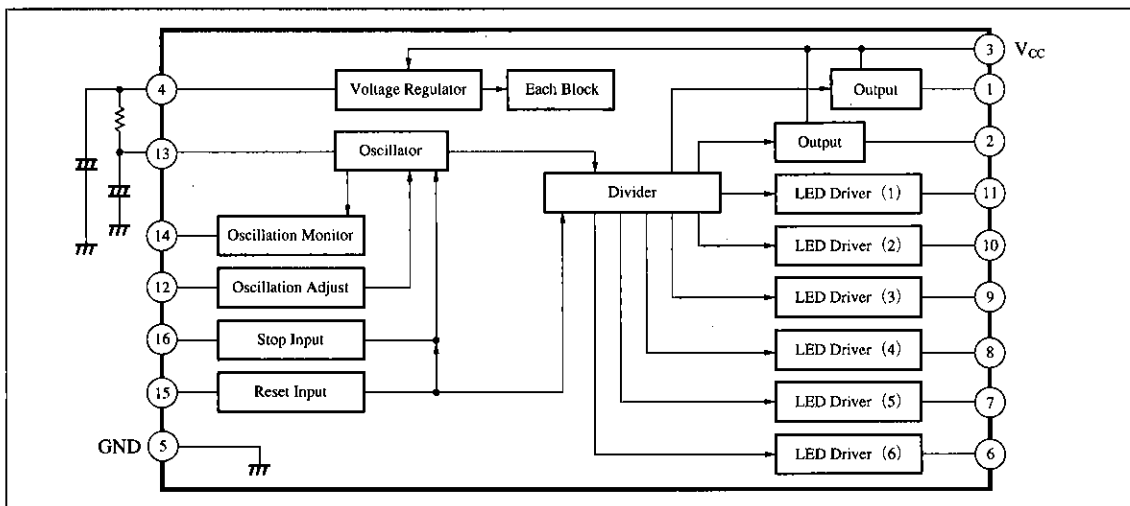 3 VCC
4 Voltage Regulator Each Block Output 1
13 Oscillator Output 2
Divider LED Driver (1) 11
14 Oscillation Monitor LED Driver (2) 10
12 Oscillation Adjust LED Driver (3) 9
16 Stop Input LED Driver (4) 8
15 Reset Input LED Driver (5) 7
GND 5 LED Driver (6) 6